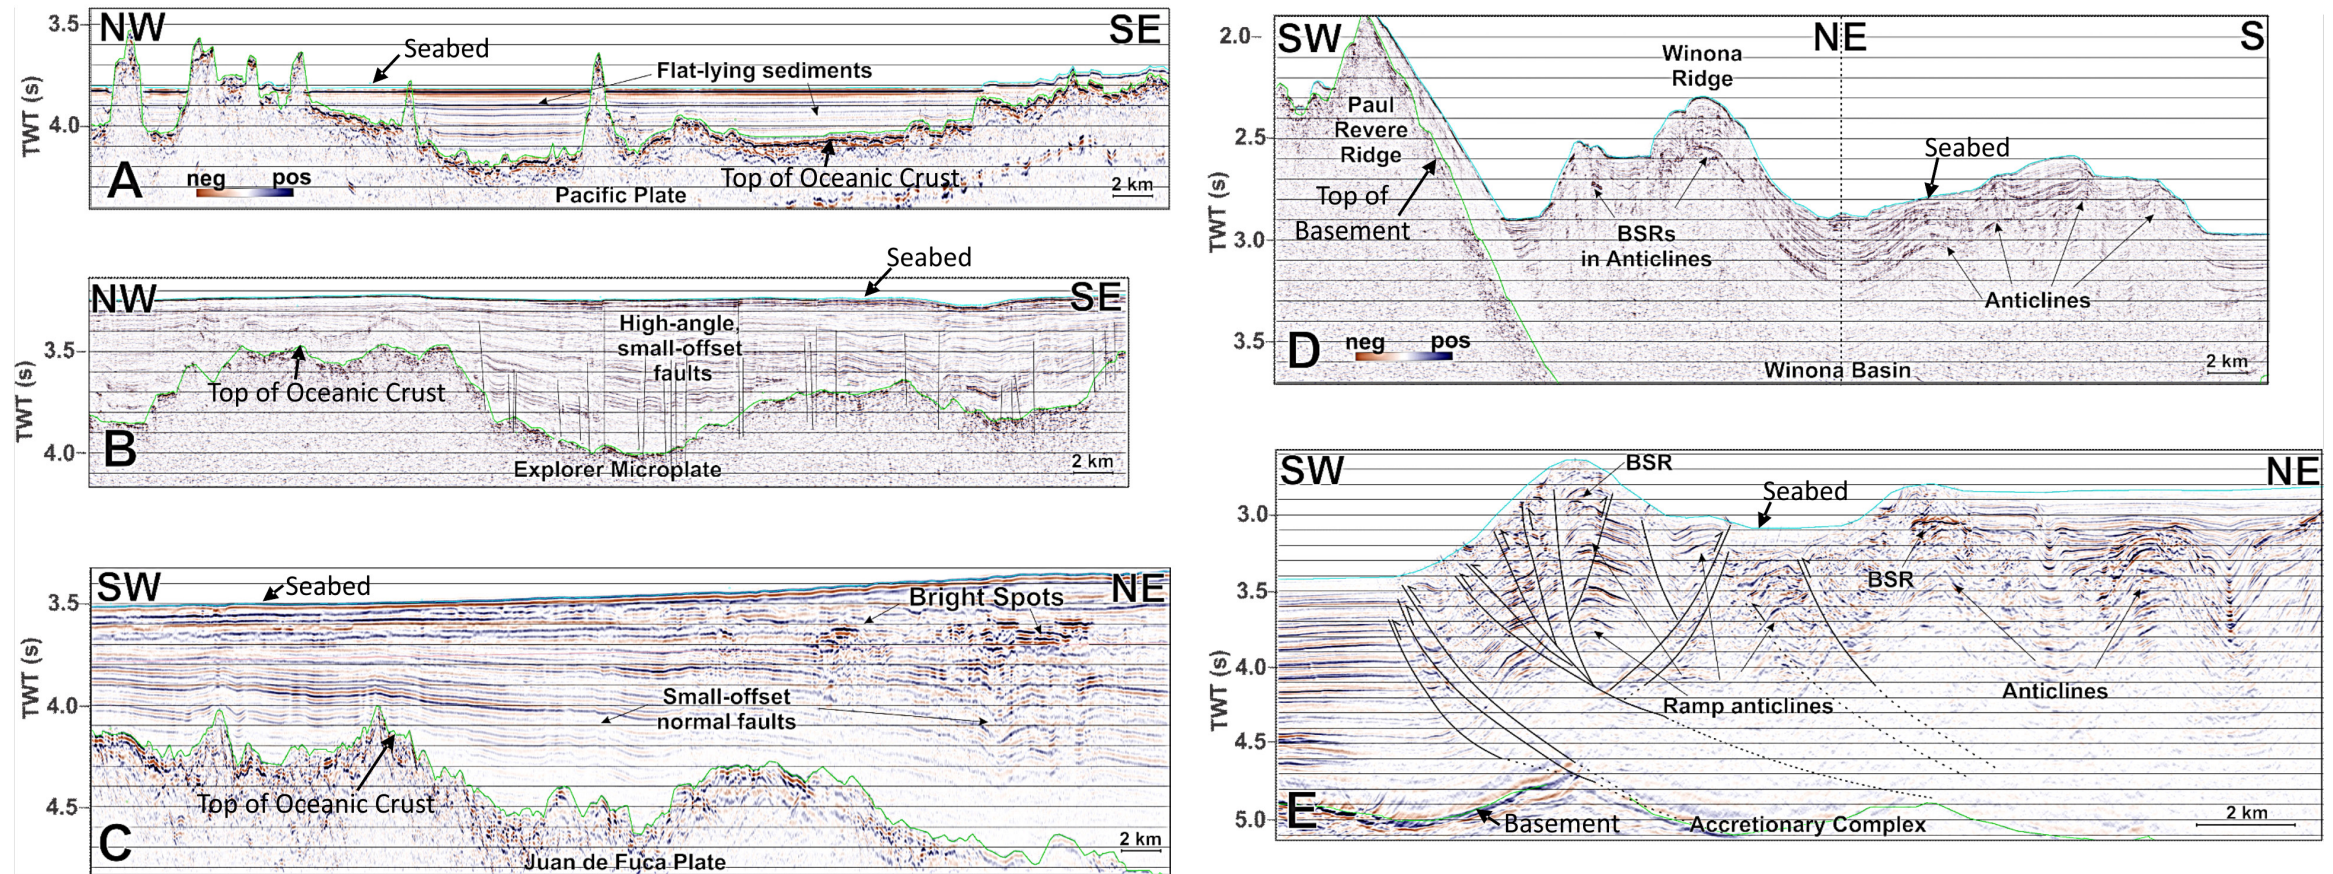 NW
SE
3.5
Seabed
Flat-lying sediments
TWT (s)
4.0
A
neg pos
Top of Oceanic Crust
2 km
Pacific Plate
Seabed
NW
SE
High-angle,
small-offset
faults
3.5
TWT (s)
Top of Oceanic Crust
B
4.0
2 km
Explorer Microplate
SW
Seabed
NE
3.5
Bright Spots
TWT (s)
4.0
Small-offset
normal faults
Top of Oceanic Crust
4.5
C
2 km
Juan de Fuca Plate
2.0
SW
NE
S
Winona
Ridge
Paul
Revere
Ridge
2.5
Seabed
TWT (s)
Top of
Basement
3.0
BSRs
in Anticlines
Anticlines
3.5
D
neg pos
2 km
Winona Basin
SW
BSR
NE
Seabed
3.0
3.5
BSR
TWT (s)
4.0
Ramp anticlines
Anticlines
4.5
E
5.0
Basement
Accretionary Complex
2 km